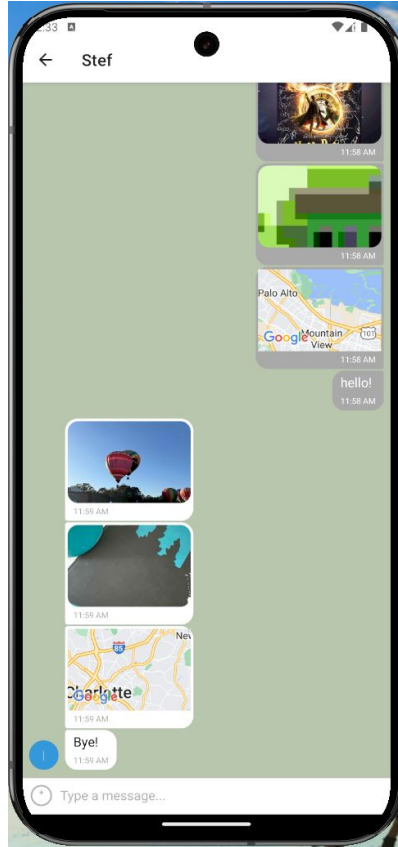 :33
Stef
11:58 AM
11:58 AM
Palo Alto
Mountain
View
101
Google
11:58 AM
hello!
11:58 AM
11:59 AM
11:59 AM
85
Charlotte
Google
11:59 AM
Bye!
11:59 AM
Type a message...